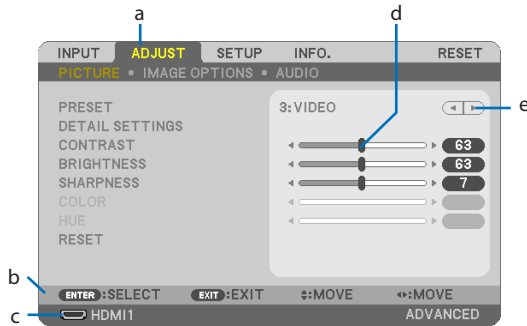 a
d
INPUT ADJUST SETUP INFO. RESET
PICTURE • IMAGE OPTIONS • AUDIO
e
PRESET 3:VIDEO
DETAIL SETTINGS
CONTRAST 63
BRIGHTNESS 63
SHARPNESS 7
COLOR
HUE
RESET
b
ENTER :SELECT EXIT :EXIT :MOVE :MOVE
c
HDMI1 ADVANCED